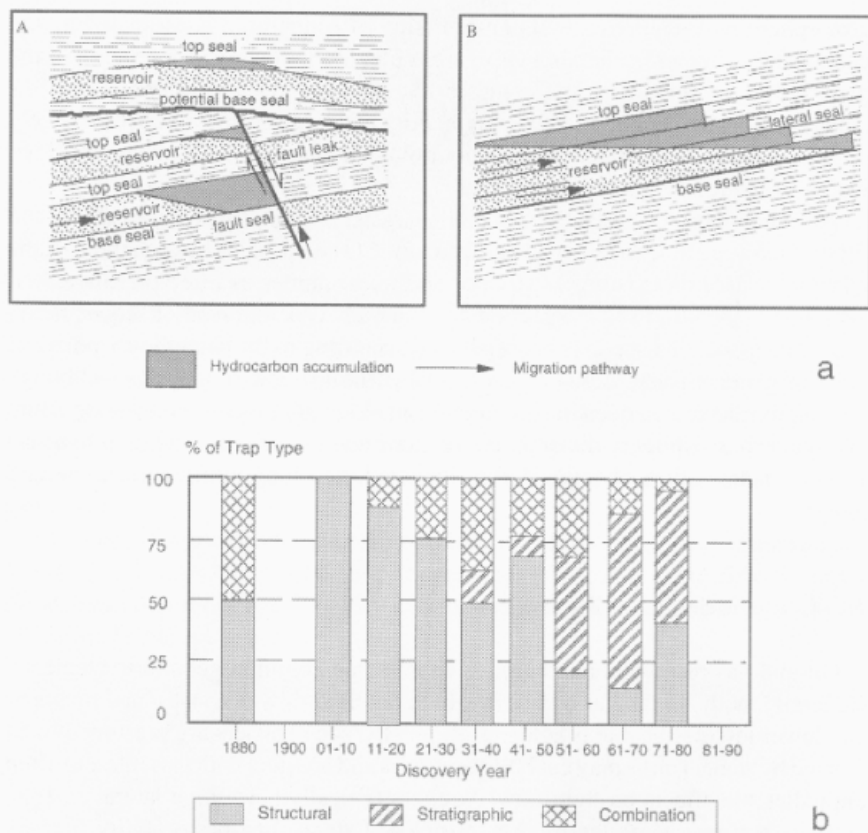 A
top seal
reservoir
potential base seal
top seal
reservoir
fault leak
top seal
reservoir
fault seal
base seal
B
top seal
lateral seal
reservoir
base seal
Hydrocarbon accumulation
Migration pathway
a
% of Trap Type
100
75
50
25
0
1880 1900 01-10 11-20 21-30 31-40 41- 50 51- 60 61-70 71-80 81-90
Discovery Year
Structural Stratigraphic Combination
b